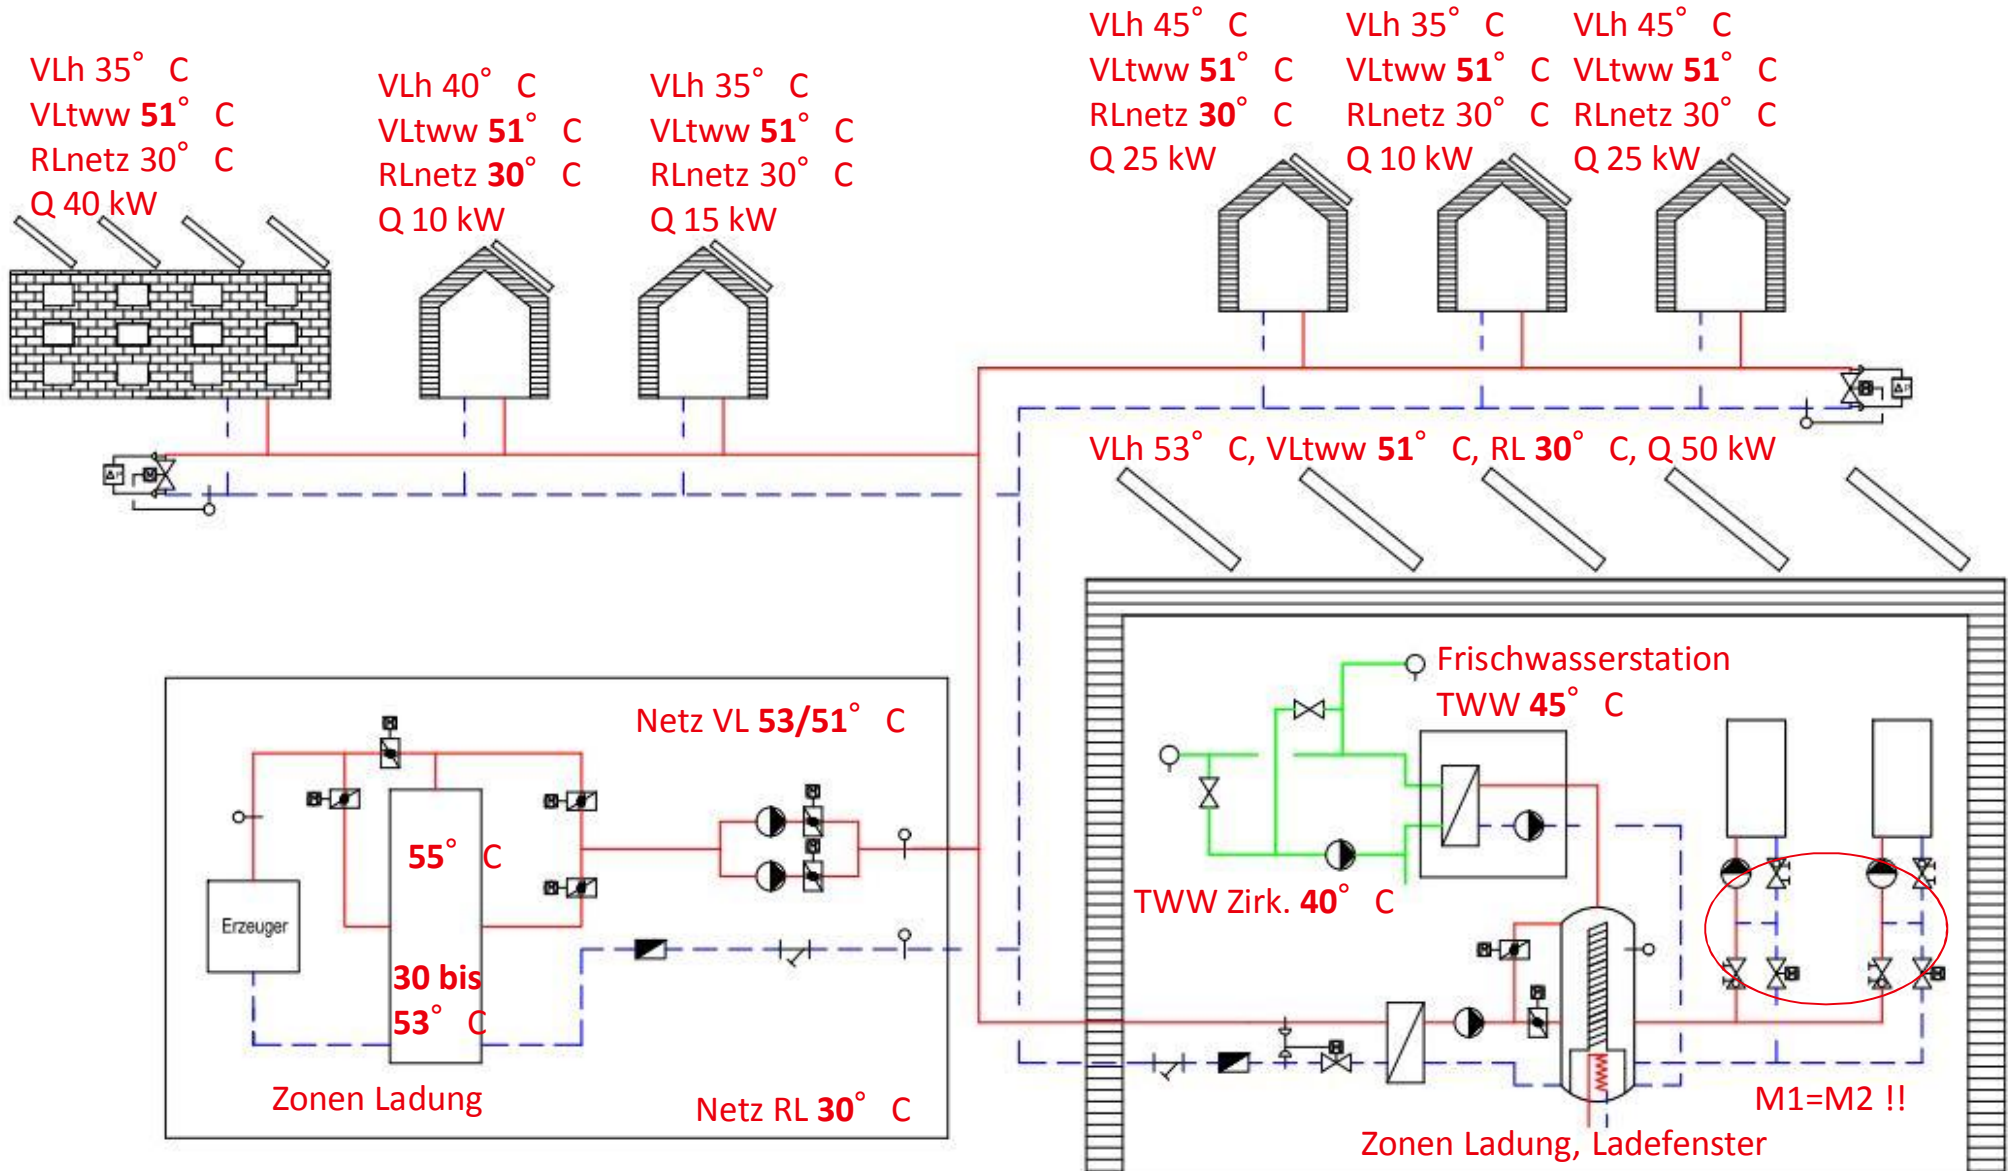 VLh 35° C
VLtww 51° C
RLnetz 30° C
Q 40 kW
VLh 40° C
VLtww 51° C
RLnetz 30° C
Q 10 kW
VLh 35° C
VLtww 51° C
RLnetz 30° C
Q 15 kW
VLh 45° C
VLtww 51° C
RLnetz 30° C
Q 25 kW
VLh 35° C
VLtww 51° C
RLnetz 30° C
Q 10 kW
VLh 45° C
VLtww 51° C
RLnetz 30° C
Q 25 kW
VLh 53° C, VLtww 51° C, RL 30° C, Q 50 kW
Netz VL 53/51° C
55° C
Erzeuger
30 bis
53° C
Zonen Ladung
Netz RL 30° C
Frischwasserstation
TWW 45° C
TWW Zirk. 40° C
M1=M2 !!
Zonen Ladung, Ladefenster